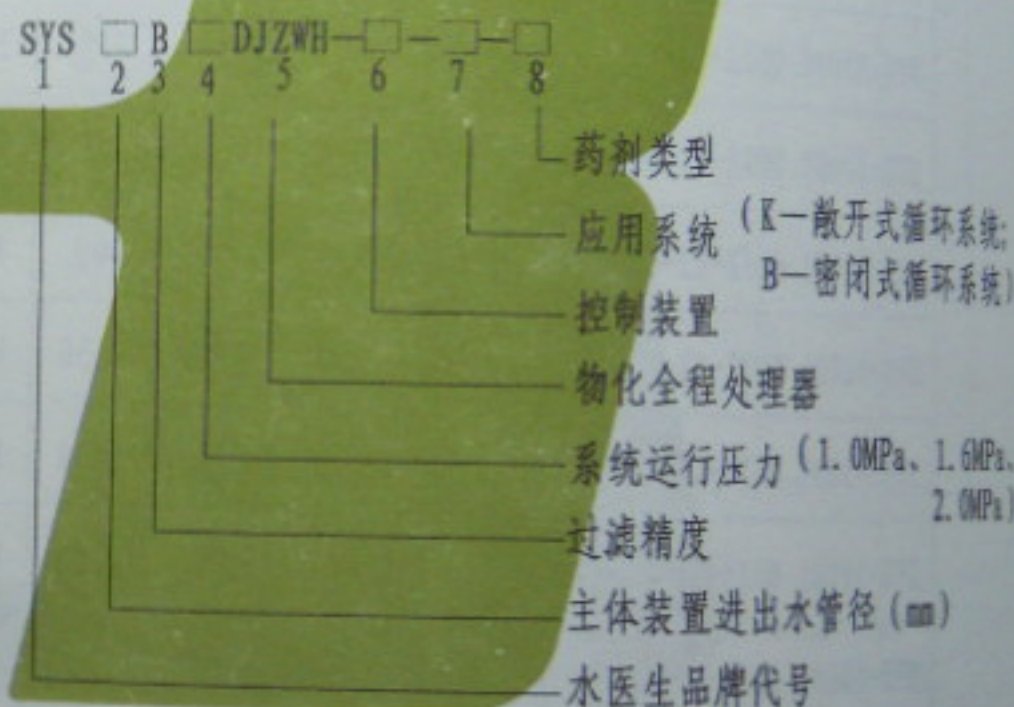 SYS □ B □ DJZWH—□—□—□
1 2 3 4 5 6 7 8
药剂类型
应用系统 (K—敞开式循环系统;
B—密闭式循环系统)
控制装置
物化全程处理器
系统运行压力 (1.0MPa、1.6MPa、
2.0MPa)
过滤精度
主体装置进出水管径(mm)
水医生品牌代号